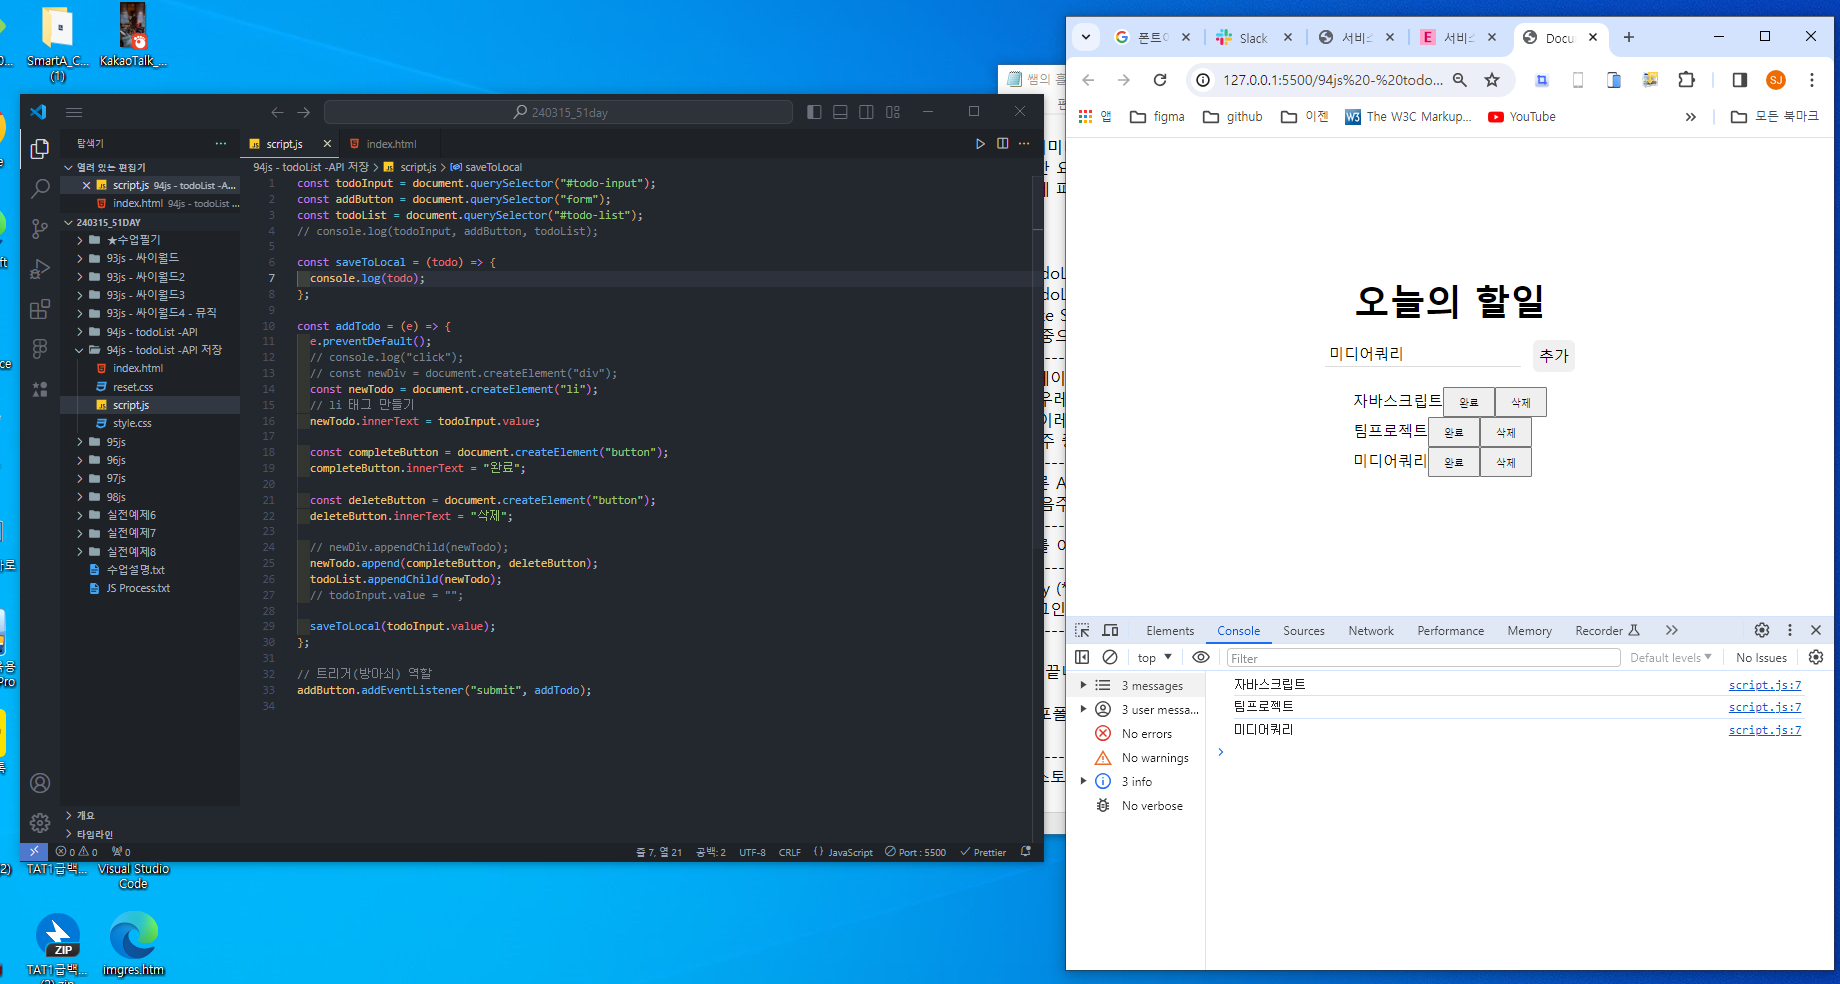 SmartA_C...
(1)
KakaoTalk_...
240315_51day
탐색기
열려 있는 편집기
script.js 94js - todoList -A...
index.html 94js - todoList ...
240315_51DAY
★수업필기
93js - 싸이월드
93js - 싸이월드2
93js - 싸이월드3
93js - 싸이월드4 - 뮤직
94js - todoList -API
94js - todoList -API 저장
index.html
reset.css
script.js
style.css
95js
96js
97js
98js
실전예제6
실전예제7
실전예제8
수업설명.txt
JS Process.txt
개요
타임라인
script.js
index.html
94js - todoList -API 저장 > script.js > saveToLocal
1 const todoInput = document.querySelector("#todo-input");
2 const addButton = document.querySelector("form");
3 const todoList = document.querySelector("#todo-list");
4 // console.log(todoInput, addButton, todoList);
5
6 const saveToLocal = (todo) => {
7 console.log(todo);
8 };
9
10 const addTodo = (e) => {
11 e.preventDefault();
12 // console.log("click");
13 // const newDiv = document.createElement("div");
14 const newTodo = document.createElement("li");
15 // li 태그 만들기
16 newTodo.innerText = todoInput.value;
17
18 const completeButton = document.createElement("button");
19 completeButton.innerText = "완료";
20
21 const deleteButton = document.createElement("button");
22 deleteButton.innerText = "삭제";
23
24 // newDiv.appendChild(newTodo);
25 newTodo.append(completeButton, deleteButton);
26 todoList.appendChild(newTodo);
27 // todoInput.value = "";
28
29 saveToLocal(todoInput.value);
30 };
31
32 // 트리거(방아쇠) 역할
33 addButton.addEventListener("submit", addTodo);
34
0 0 0
줄 7, 열 21 공백: 2 UTF-8 CRLF {} JavaScript Port : 5500 Prettier
TAT1급백...
Visual Studio
Code
TAT1급백...
ZIP
imgres.htm
Slack
Docu
127.0.0.1:5500/94js%20-%20todo...
SJ
앱
figma
github
이젠
The W3C Markup...
YouTube
모든 북마크
오늘의 할일
미디어쿼리 추가
자바스크립트 완료 삭제
팀프로젝트 완료 삭제
미디어쿼리 완료 삭제
Elements Console Sources Network Performance Memory Recorder
top Filter Default levels No Issues
3 messages
3 user messa...
No errors
No warnings
3 info
No verbose
자바스크립트 script.js:7
팀프로젝트 script.js:7
미디어쿼리 script.js:7